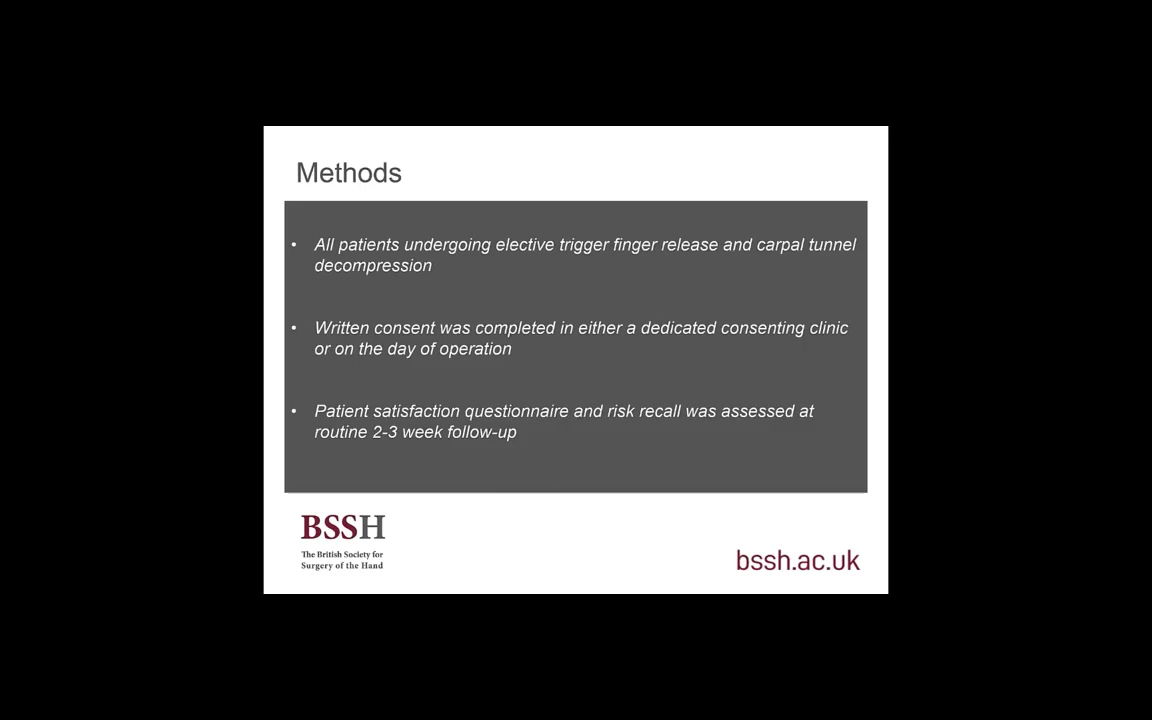 Methods
• All patients undergoing elective trigger finger release and carpal tunnel
decompression
• Written consent was completed in either a dedicated consenting clinic
or on the day of operation
• Patient satisfaction questionnaire and risk recall was assessed at
routine 2-3 week follow-up
BSSH
The British Society for
Surgery of the Hand
bssh.ac.uk